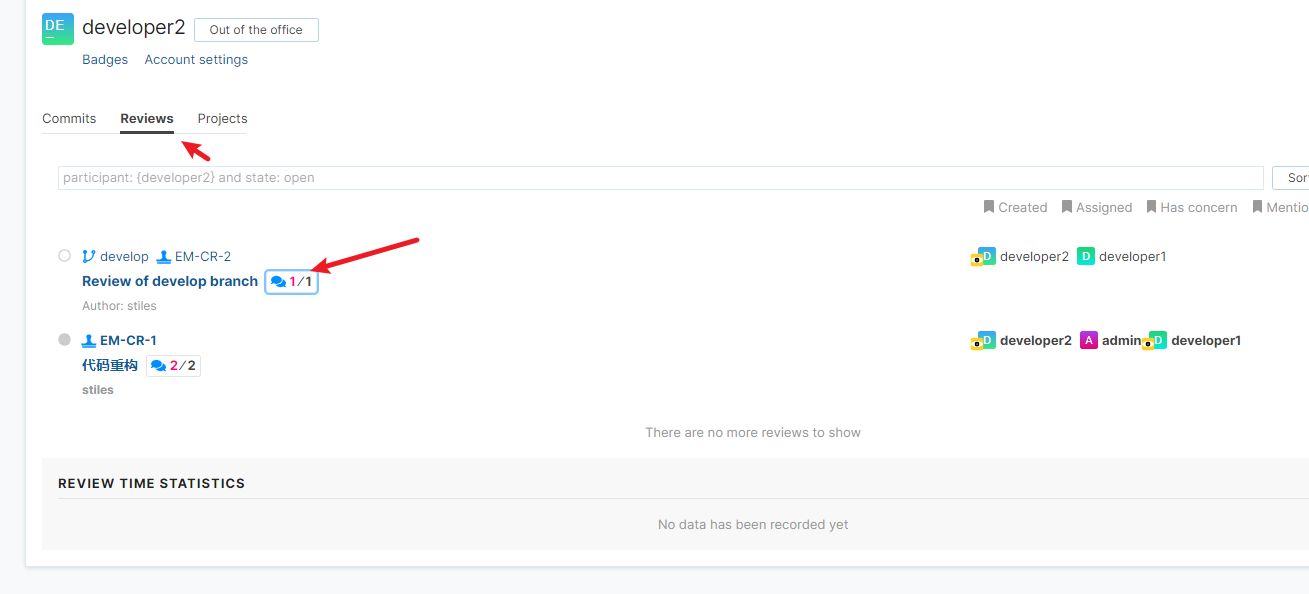 DE developer2 Out of the office
Badges Account settings
Commits Reviews Projects
participant: {developer2} and state: open Sor
Created Assigned Has concern Mentio
develop EM-CR-2 D developer2 D developer1
Review of develop branch 1/1
Author: stiles
EM-CR-1 D developer2 A admin D developer1
代码重构 2/2
stiles
There are no more reviews to show
REVIEW TIME STATISTICS
No data has been recorded yet